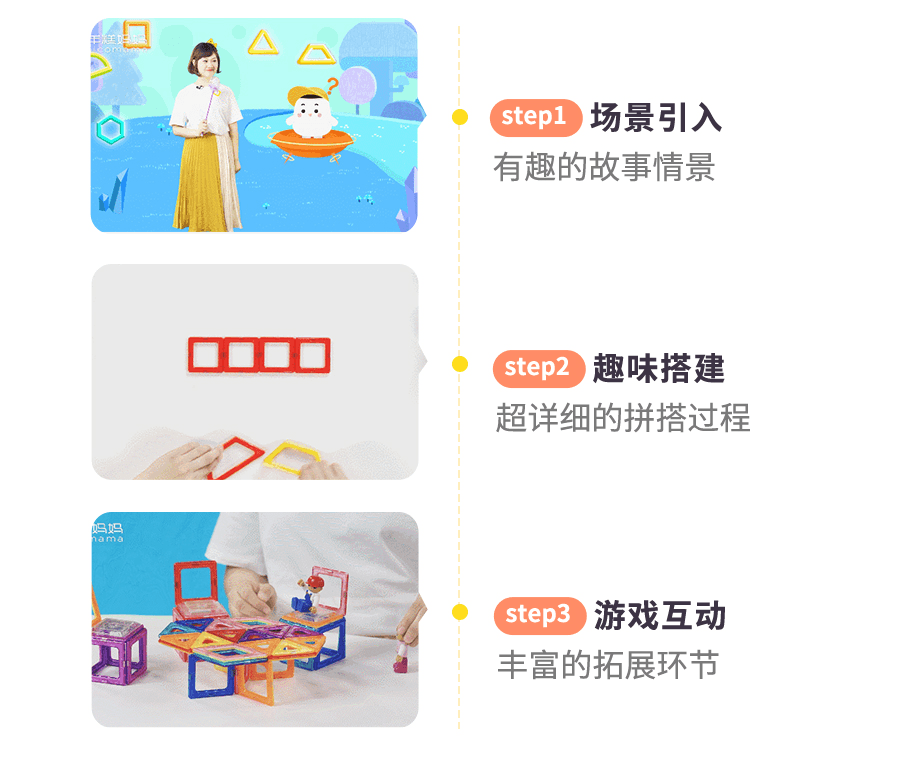 step1 场景引入
有趣的故事情景
step2 趣味搭建
超详细的拼搭过程
妈妈
mama
step3 游戏互动
丰富的拓展环节